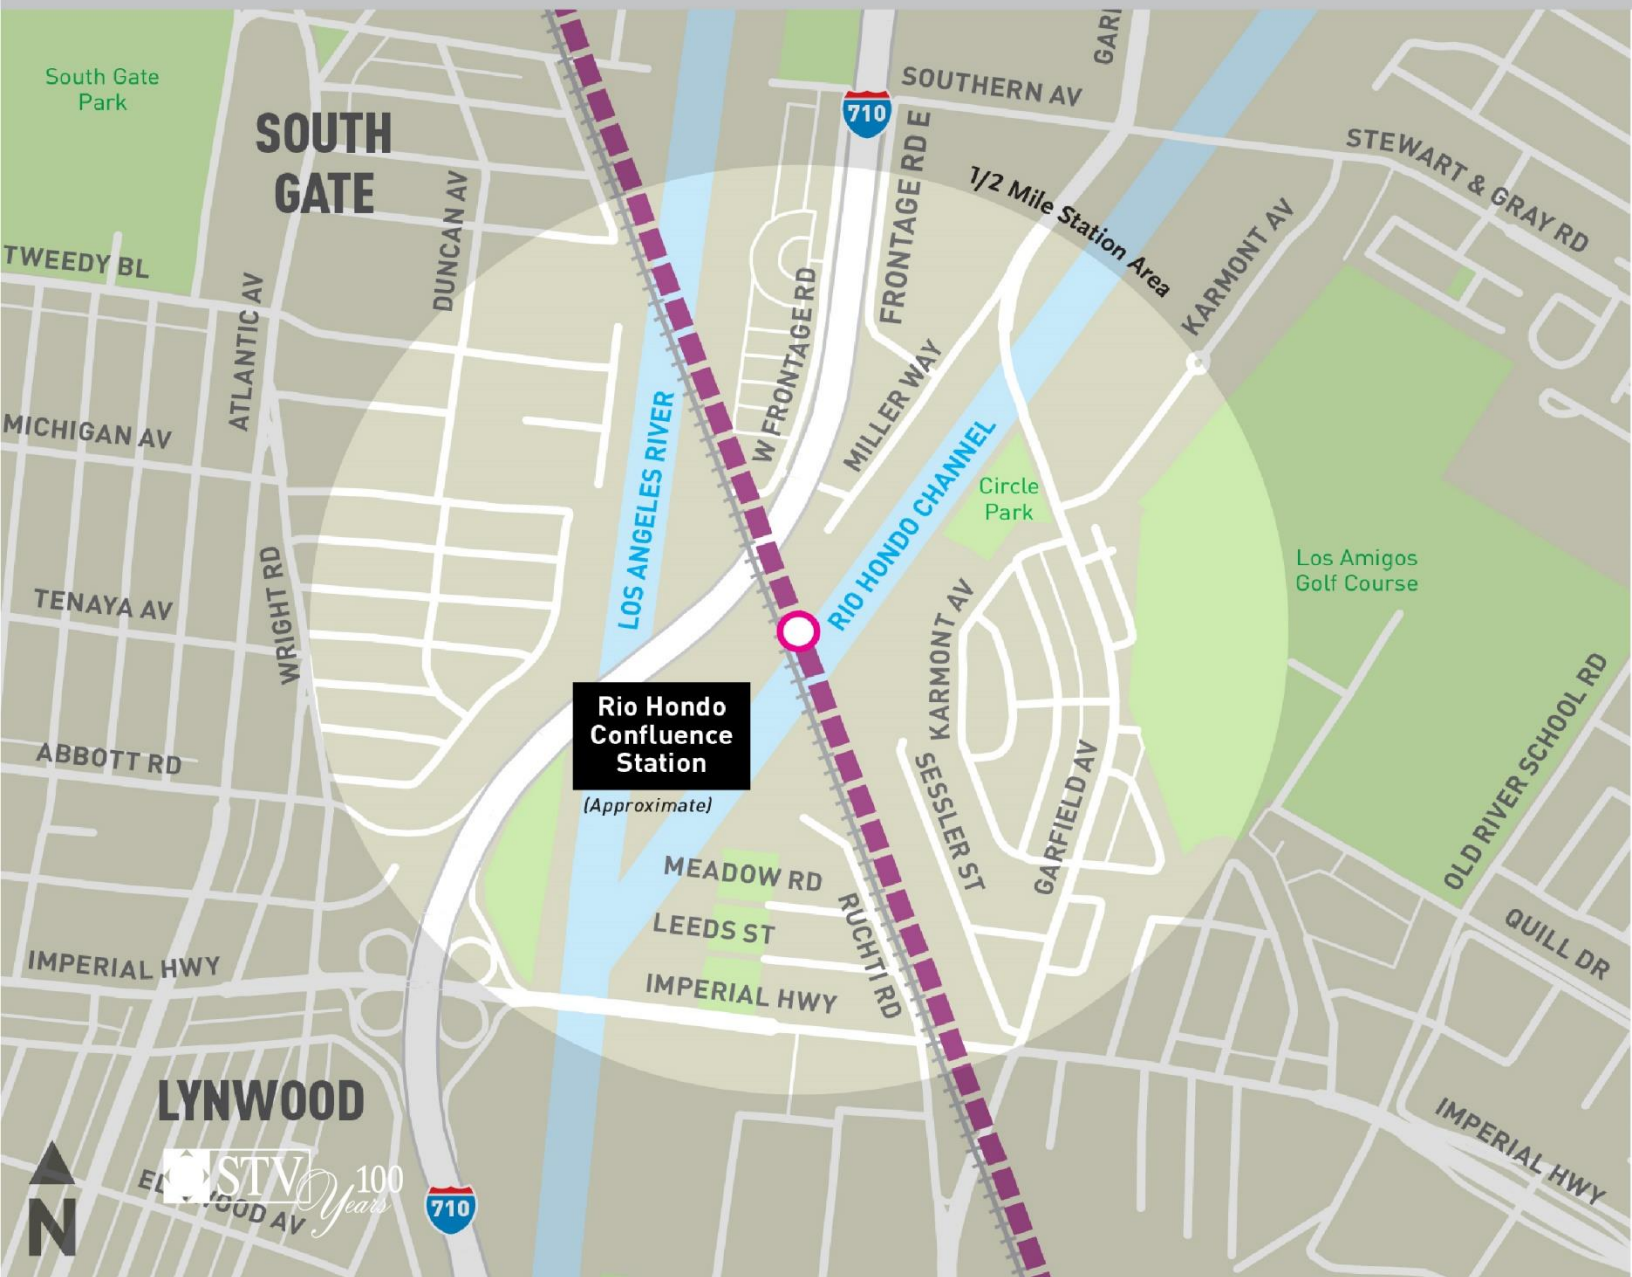 South Gate
Park
SOUTH
GATE
710
SOUTHERN AV
STEWART & GRAY RD
1/2 Mile Station Area
DUNCAN AV
FRONTAGE RD E
KARMONT AV
TWEEDY BL
ATLANTIC AV
W FRONTAGE RD
MILLER WAY
LOS ANGELES RIVER
MICHIGAN AV
RIO HONDO CHANNEL
Circle
Park
Los Amigos
Golf Course
TENAYA AV
WRIGHT RD
KARMONT AV
Rio Hondo
Confluence
Station
(Approximate)
ABBOTT RD
SESSLER ST
GARFIELD AV
OLD RIVER SCHOOL RD
MEADOW RD
LEEDS ST
RUCHTI RD
QUILL DR
IMPERIAL HWY
IMPERIAL HWY
LYNWOOD
IMPERIAL HWY
STV
100
Years
AV
710
N